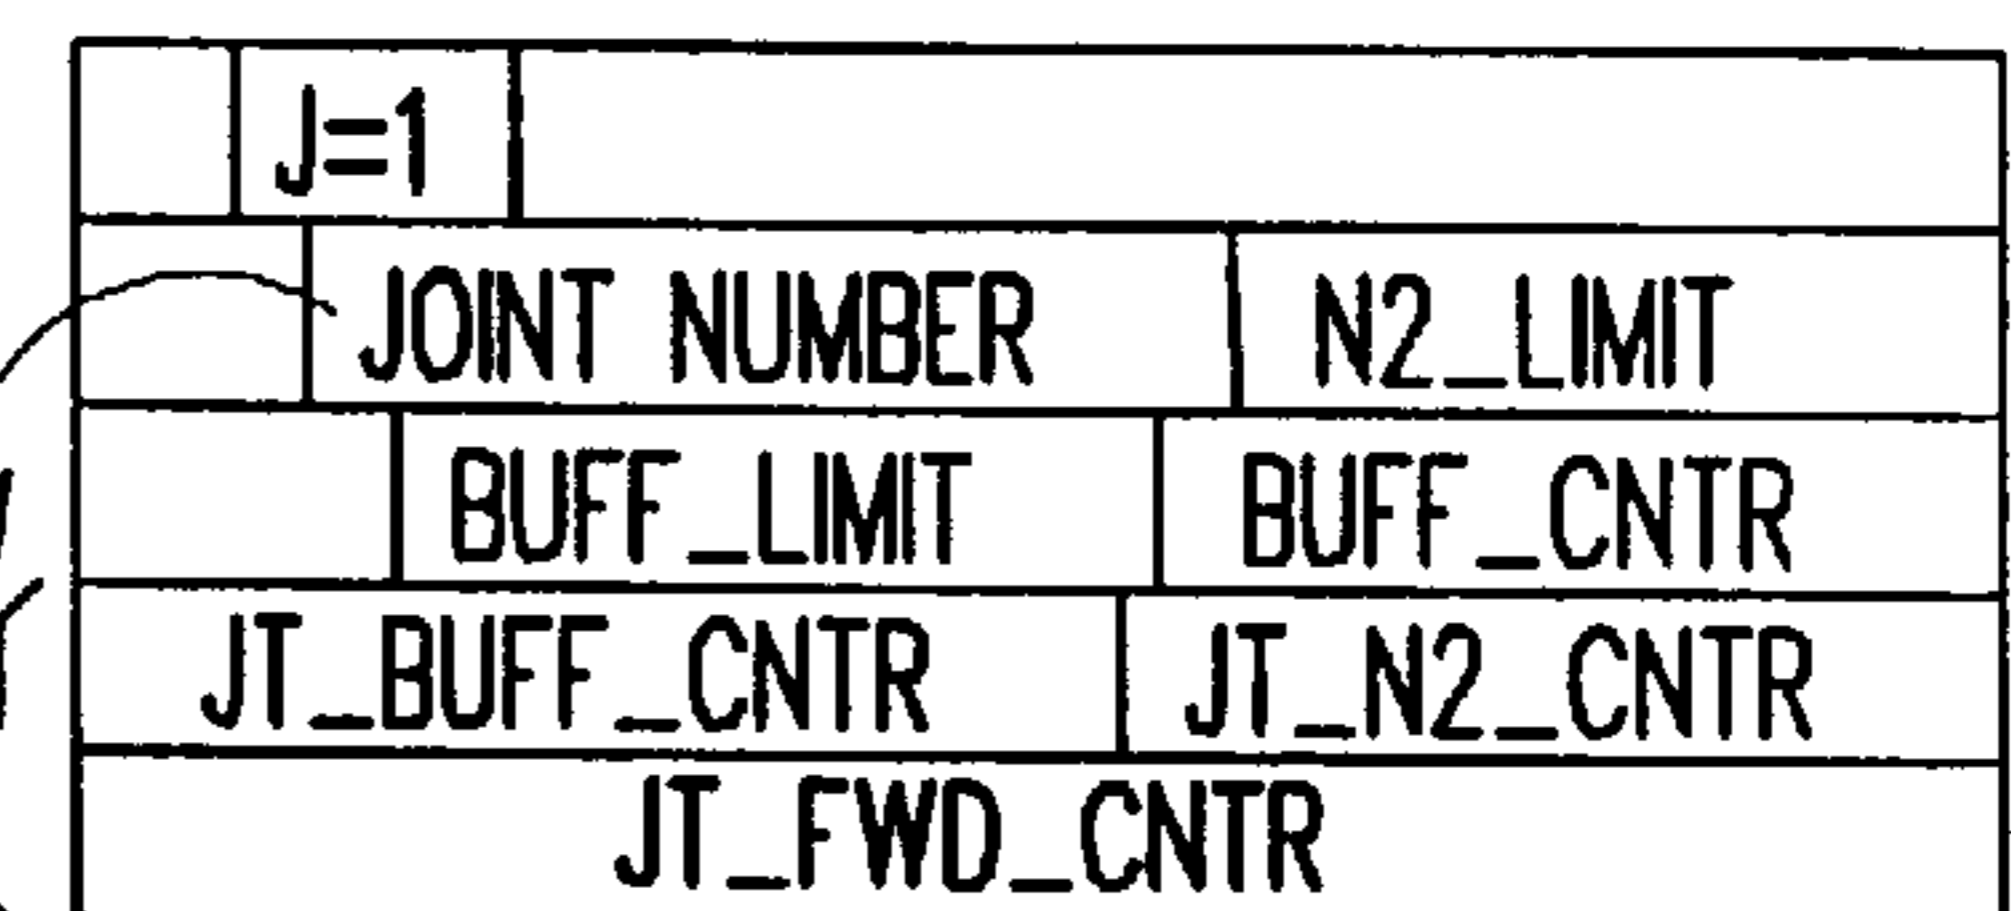 J=1
JOINT NUMBER N2_LIMIT
BUFF_LIMIT BUFF_CNTR
JT_BUFF_CNTR JT_N2_CNTR
JT_FWD_CNTR